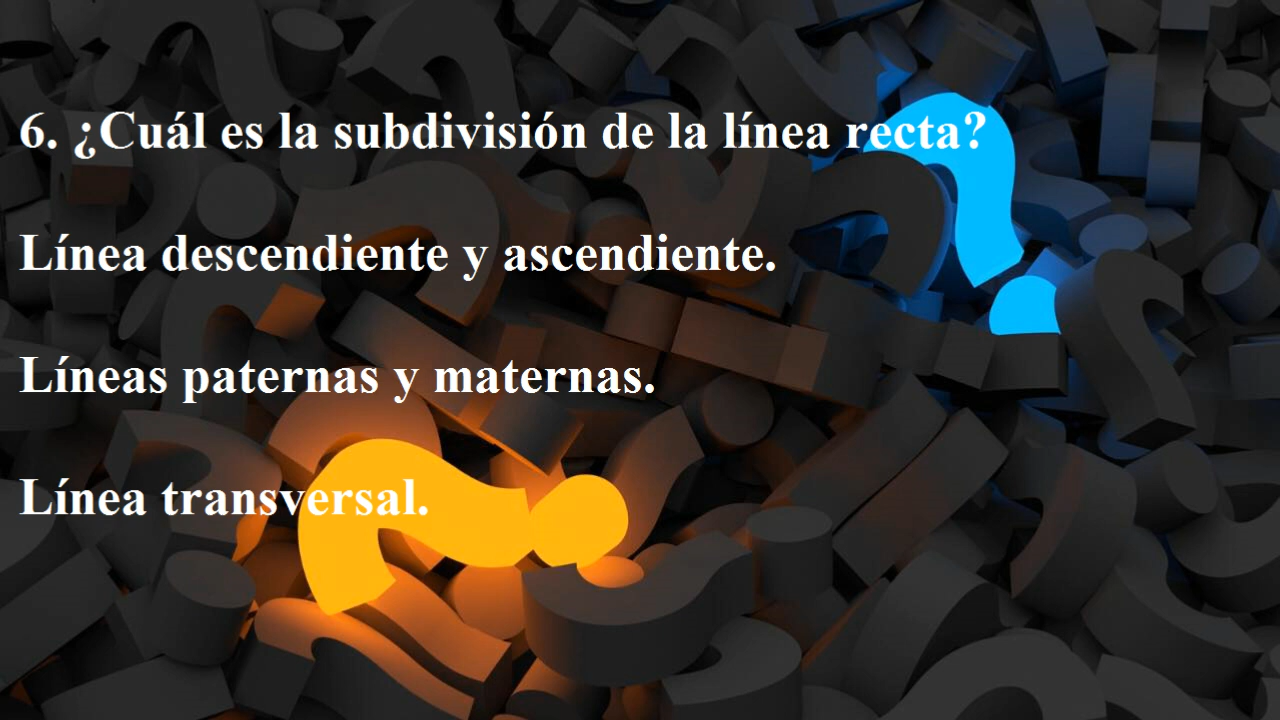 6. ¿Cuál es la subdivisión de la línea recta?
Línea descendiente y ascendiente.
Líneas paternas y maternas.
Línea transversal.